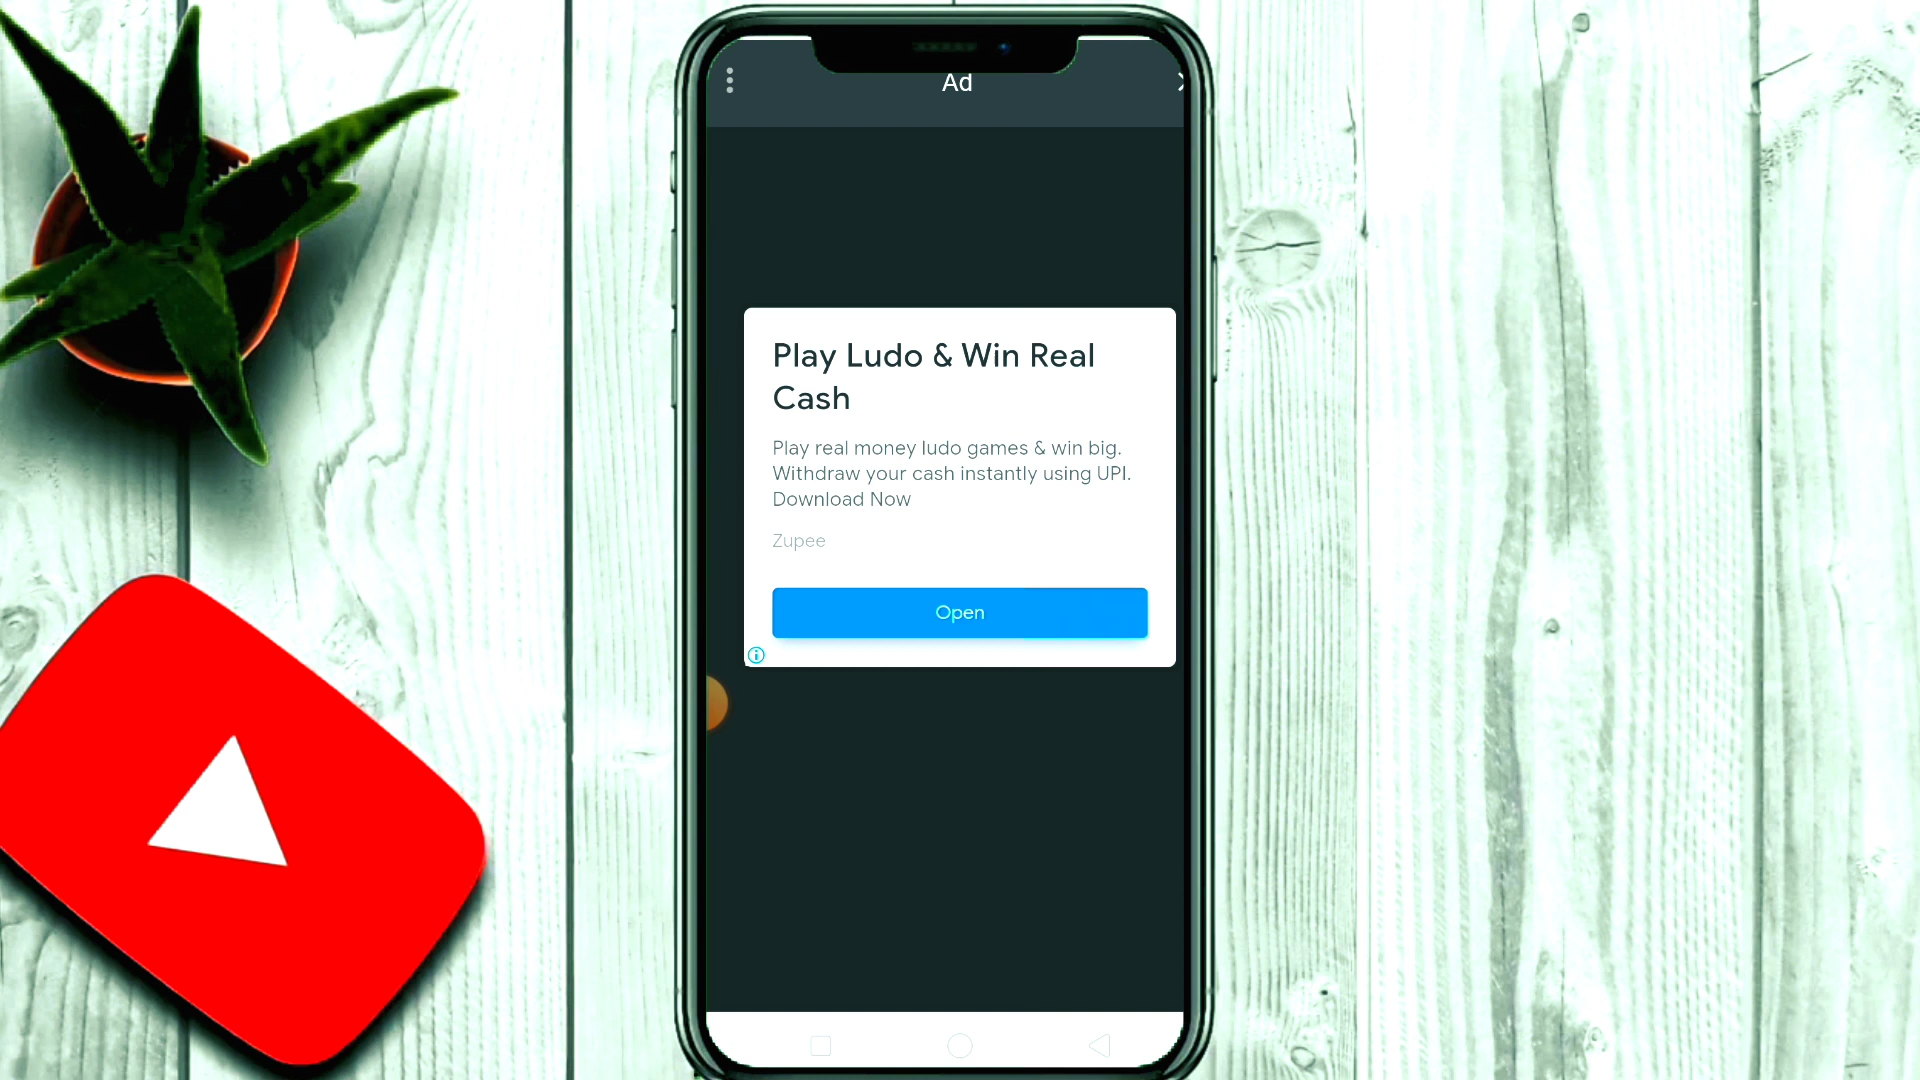 Ad
Play Ludo & Win Real
Cash
Play real money ludo games & win big.
Withdraw your cash instantly using UPI.
Download Now
Zupee
Open